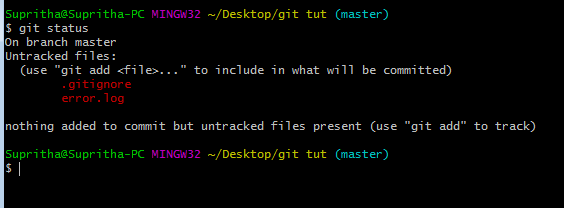 Supritha@Supritha-PC MINGW32 ~/Desktop/git tut (master)
$ git status
On branch master
Untracked files:
  (use "git add <file>..." to include in what will be committed)
        .gitignore
        error.log

nothing added to commit but untracked files present (use "git add" to track)

Supritha@Supritha-PC MINGW32 ~/Desktop/git tut (master)
$